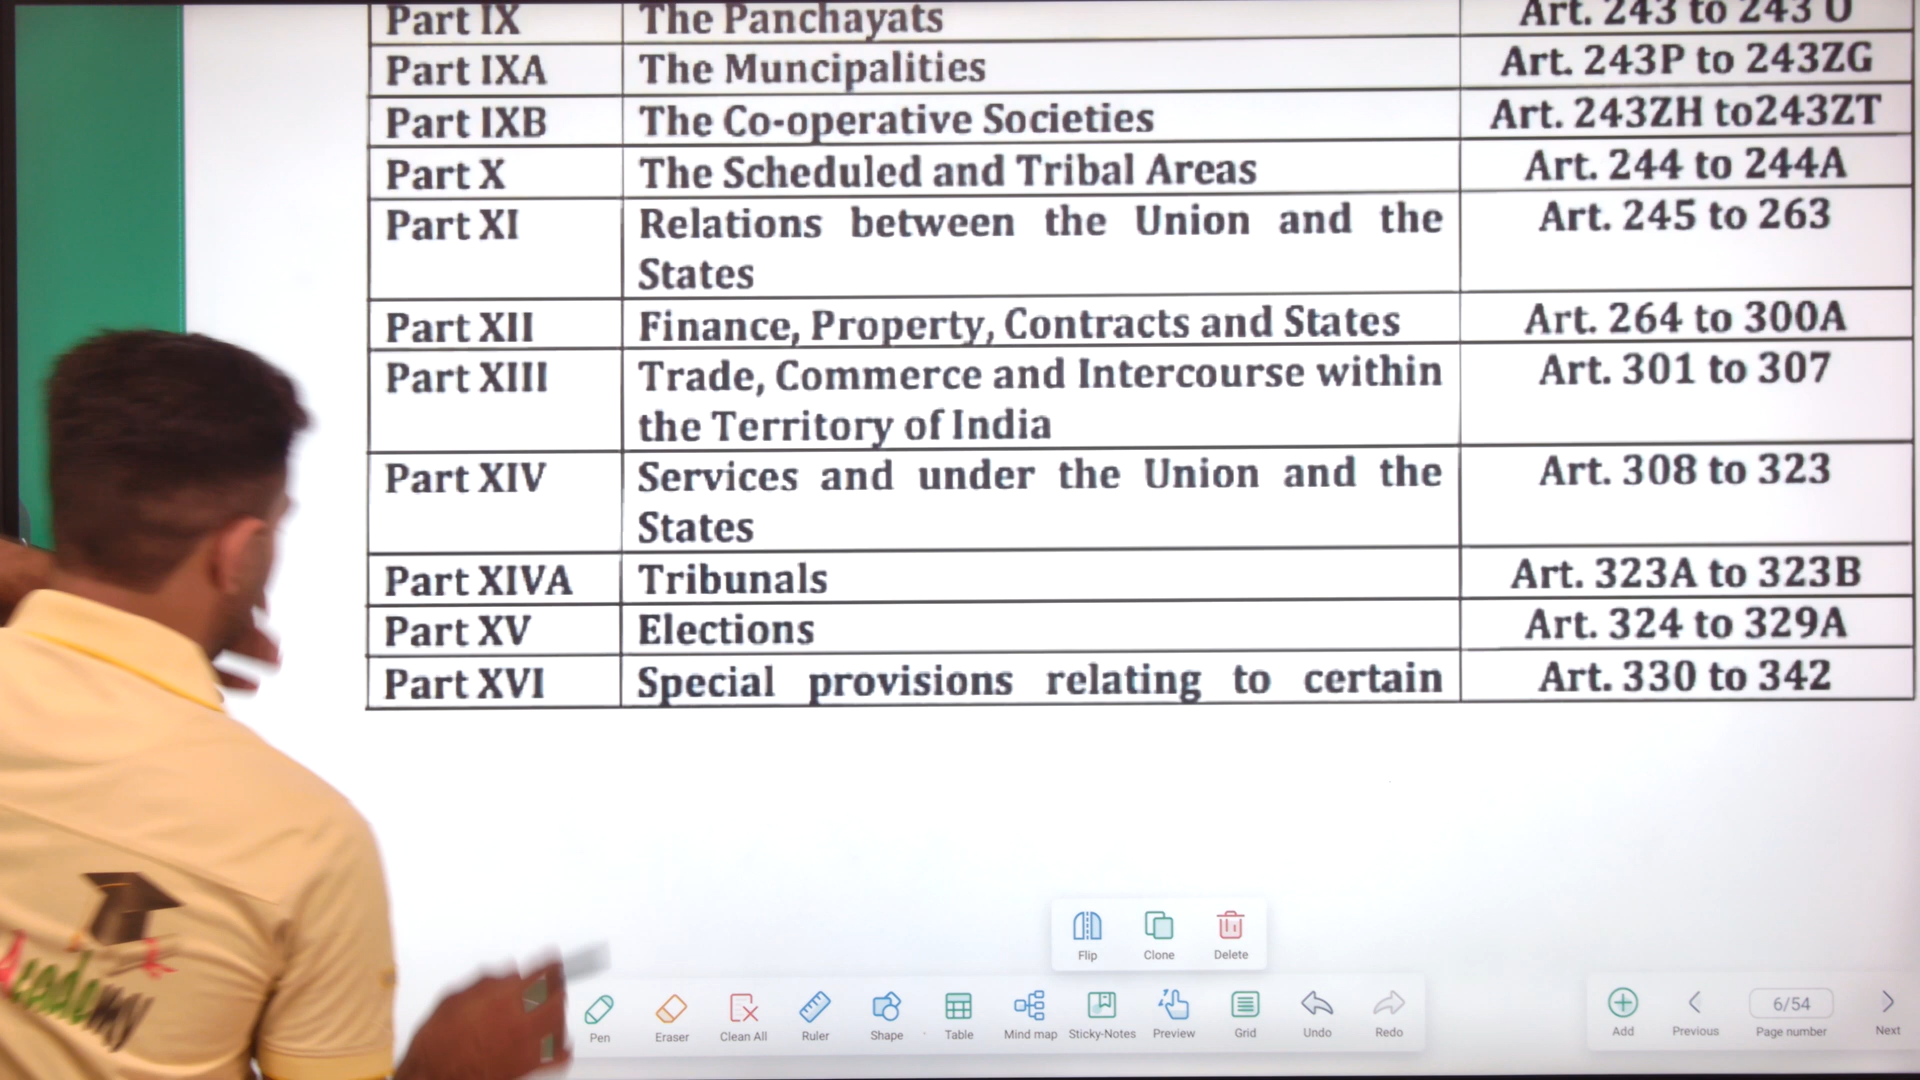 Part IX The Panchayats Art. 243 to 243 O
Part IXA The Muncipalities Art. 243P to 243ZG
Part IXB The Co-operative Societies Art. 243ZH to243ZT
Part X The Scheduled and Tribal Areas Art. 244 to 244A
Part XI Relations between the Union and the Art. 245 to 263
States
Part XII Finance, Property, Contracts and States Art. 264 to 300A
Part XIII Trade, Commerce and Intercourse within Art. 301 to 307
the Territory of India
Part XIV Services and under the Union and the Art. 308 to 323
States
Part XIVA Tribunals Art. 323A to 323B
Part XV Elections Art. 324 to 329A
Part XVI Special provisions relating to certain Art. 330 to 342
Academy
Flip Clone Delete
Pen Eraser Clean All Ruler Shape Table Mind map Sticky-Notes Preview Grid Undo Redo
Add Previous 6/54 Page number Next